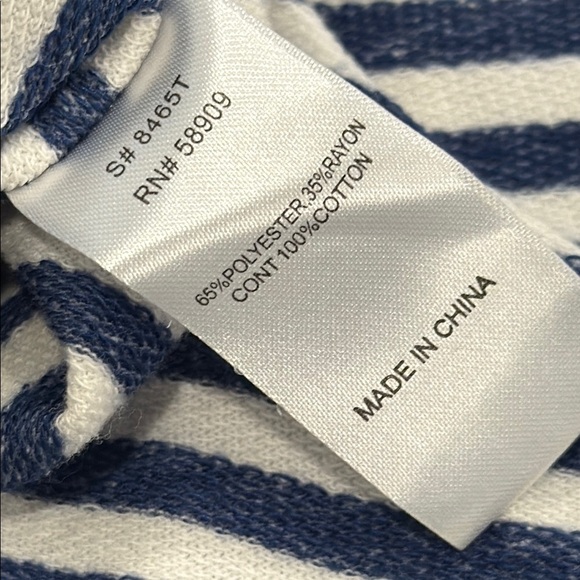 S# 8465T
RN# 58909
65%POLYESTER.35%RAYON
CONT 100%COTTON
MADE IN CHINA